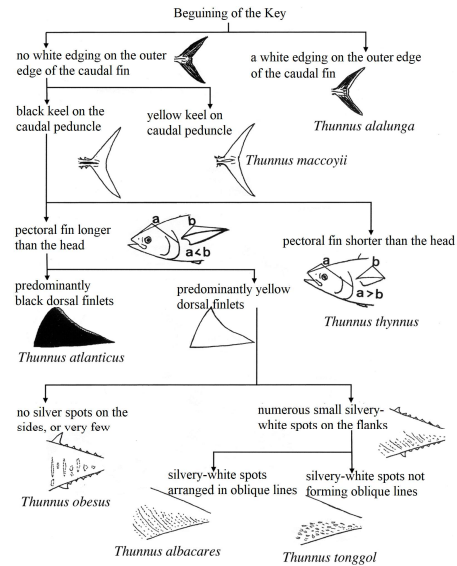 Beguining of the Key
no white edging on the outer
edge of the caudal fin
a white edging on the outer edge
of the caudal fin
Thunnus alalunga
black keel on the
caudal peduncle
yellow keel on
caudal peduncle
Thunnus maccoyii
pectoral fin longer
than the head
a b
a<b
pectoral fin shorter than the head
a b
a>b
Thunnus thynnus
predominantly
black dorsal finlets
Thunnus atlanticus
predominantly yellow
dorsal finlets
no silver spots on the
sides, or very few
Thunnus obesus
numerous small silvery-
white spots on the flanks
silvery-white spots
arranged in oblique lines
Thunnus albacares
silvery-white spots not
forming oblique lines
Thunnus tonggol